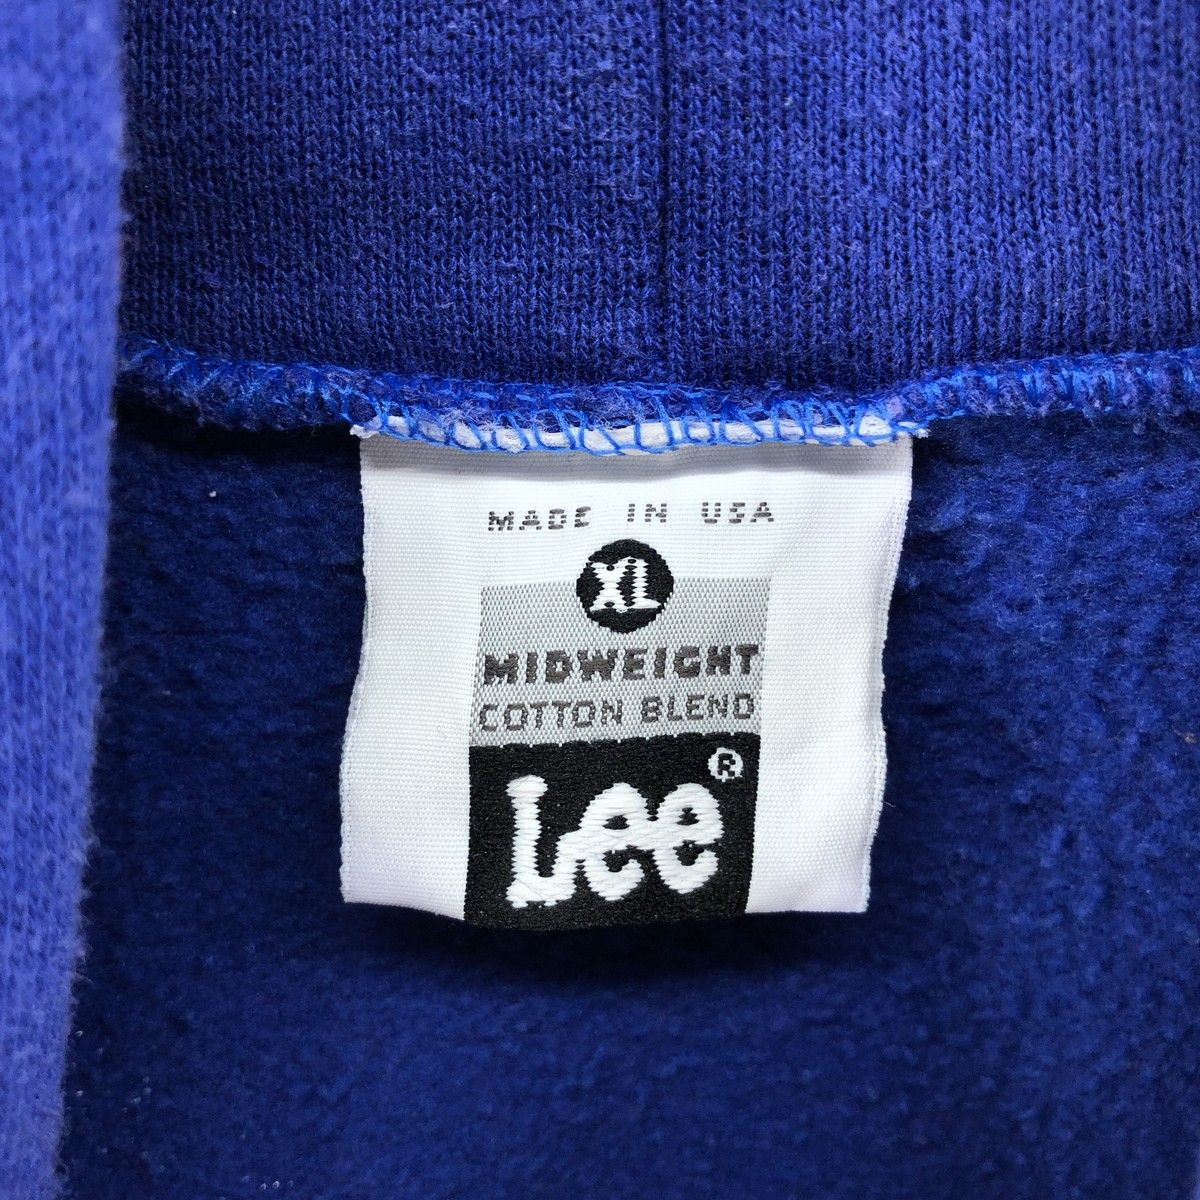 MADE IN USA
XL
MIDWEIGHT
COTTON BLEND
Lee®